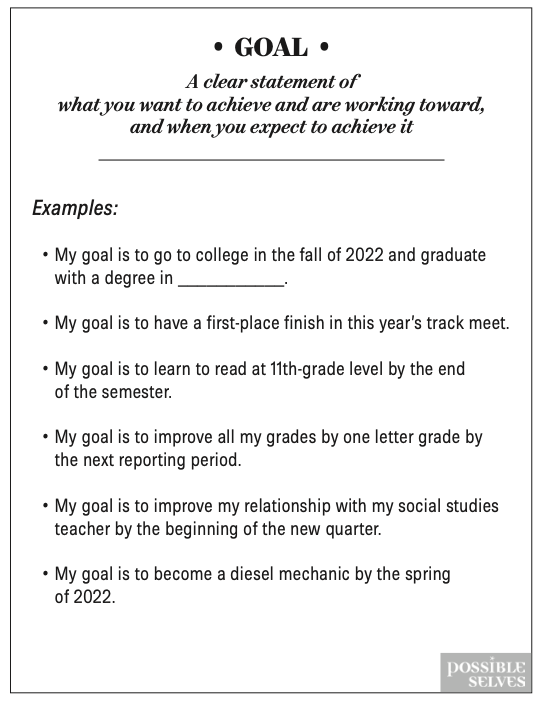 • GOAL •
A clear statement of
what you want to achieve and are working toward,
and when you expect to achieve it
Examples:
• My goal is to go to college in the fall of 2022 and graduate
with a degree in ____________.
• My goal is to have a first-place finish in this year’s track meet.
• My goal is to learn to read at 11th-grade level by the end
of the semester.
• My goal is to improve all my grades by one letter grade by
the next reporting period.
• My goal is to improve my relationship with my social studies
teacher by the beginning of the new quarter.
• My goal is to become a diesel mechanic by the spring
of 2022.
possible
selves